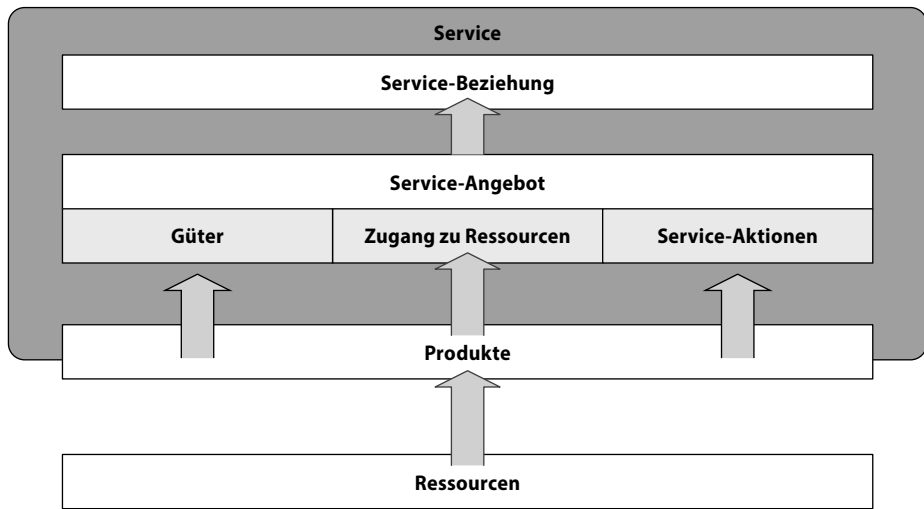 Service
Service-Beziehung
Service-Angebot
Güter
Zugang zu Ressourcen
Service-Aktionen
Produkte
Ressourcen